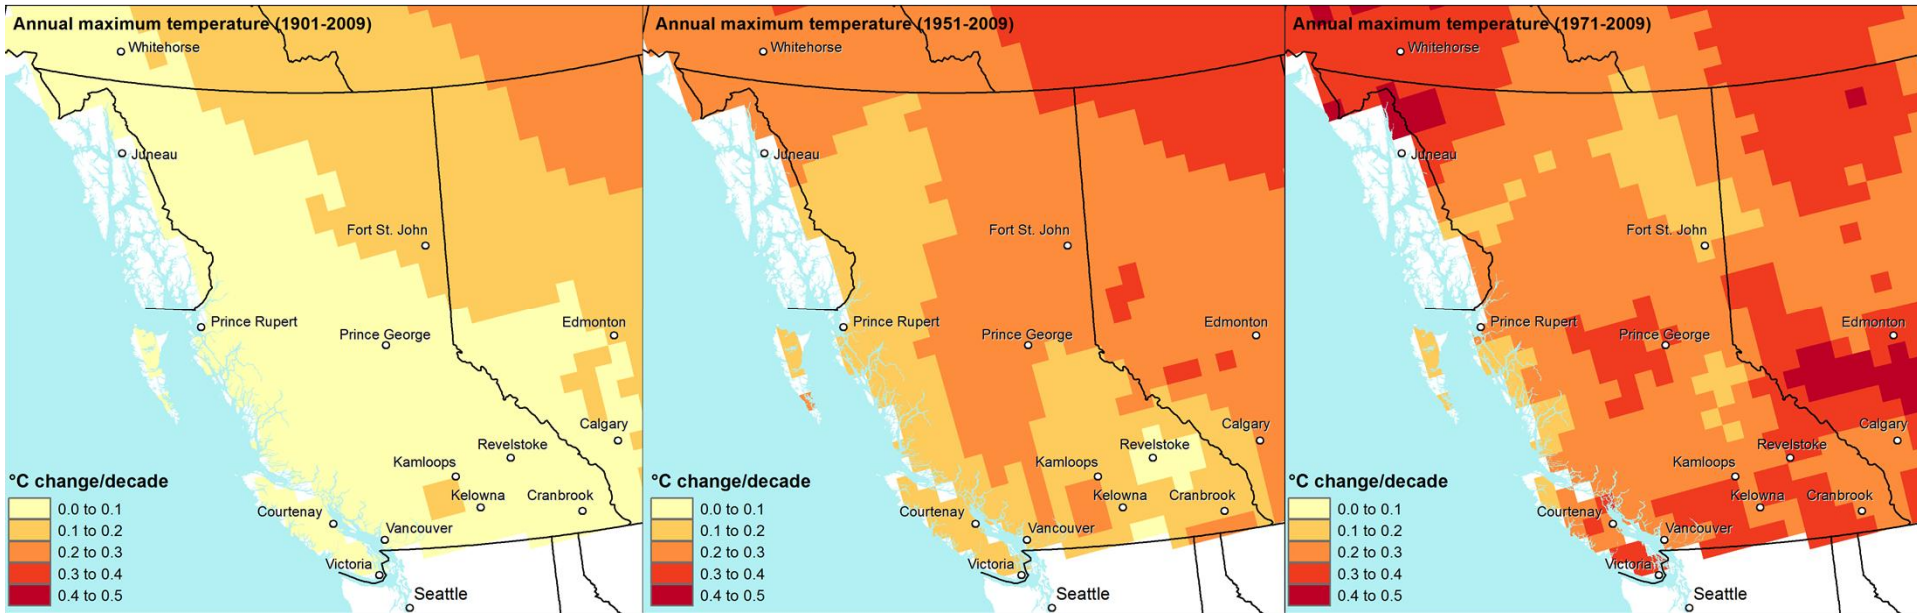 Annual maximum temperature (1901-2009)
Whitehorse
Juneau
Fort St. John
Prince Rupert
Prince George
Edmonton
Calgary
Revelstoke
Kamloops
Kelowna
Cranbrook
Courtenay
Vancouver
Victoria
Seattle
°C change/decade
0.0 to 0.1
0.1 to 0.2
0.2 to 0.3
0.3 to 0.4
0.4 to 0.5
Annual maximum temperature (1951-2009)
Whitehorse
Juneau
Fort St. John
Prince Rupert
Prince George
Edmonton
Calgary
Revelstoke
Kamloops
Kelowna
Cranbrook
Courtenay
Vancouver
Victoria
Seattle
°C change/decade
0.0 to 0.1
0.1 to 0.2
0.2 to 0.3
0.3 to 0.4
0.4 to 0.5
Annual maximum temperature (1971-2009)
Whitehorse
Juneau
Fort St. John
Prince Rupert
Prince George
Edmonton
Calgary
Revelstoke
Kamloops
Kelowna
Cranbrook
Courtenay
Vancouver
Victoria
Seattle
°C change/decade
0.0 to 0.1
0.1 to 0.2
0.2 to 0.3
0.3 to 0.4
0.4 to 0.5